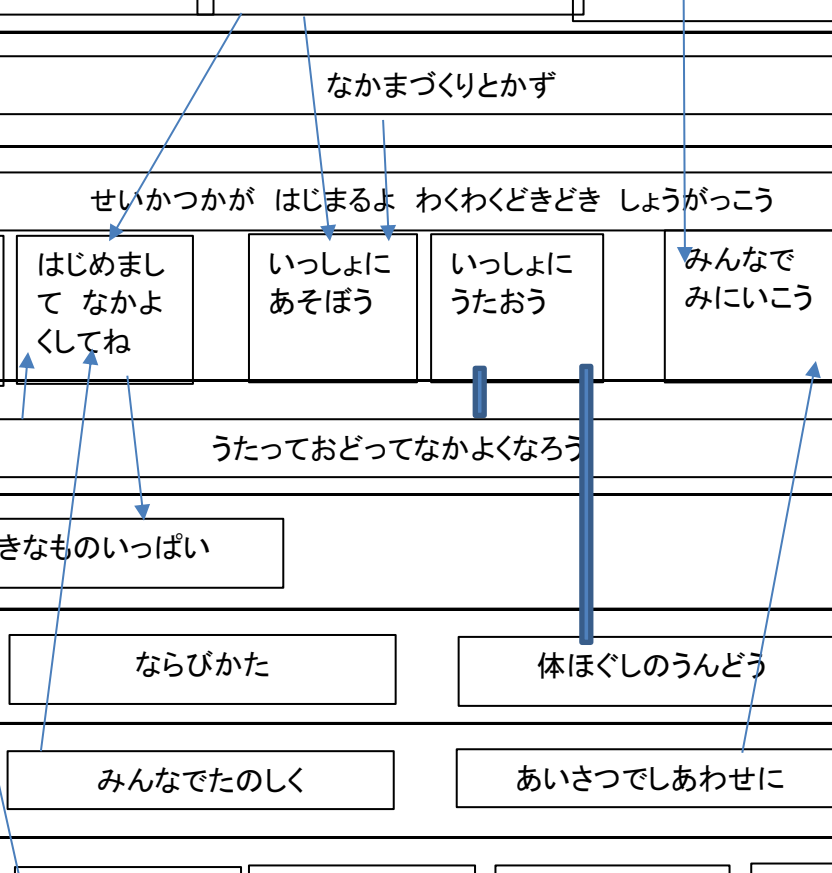 なかまづくりとかず
せいかつかが はじまるよ わくわくどきどき しょうがっこう
はじめまし
て なかよ
くしてね
いっしょに
あそぼう
いっしょに
うたおう
みんなで
みにいこう
うたっておどってなかよくなろう
きなものいっぱい
ならびかた
体ほぐしのうんどう
みんなでたのしく
あいさつでしあわせに